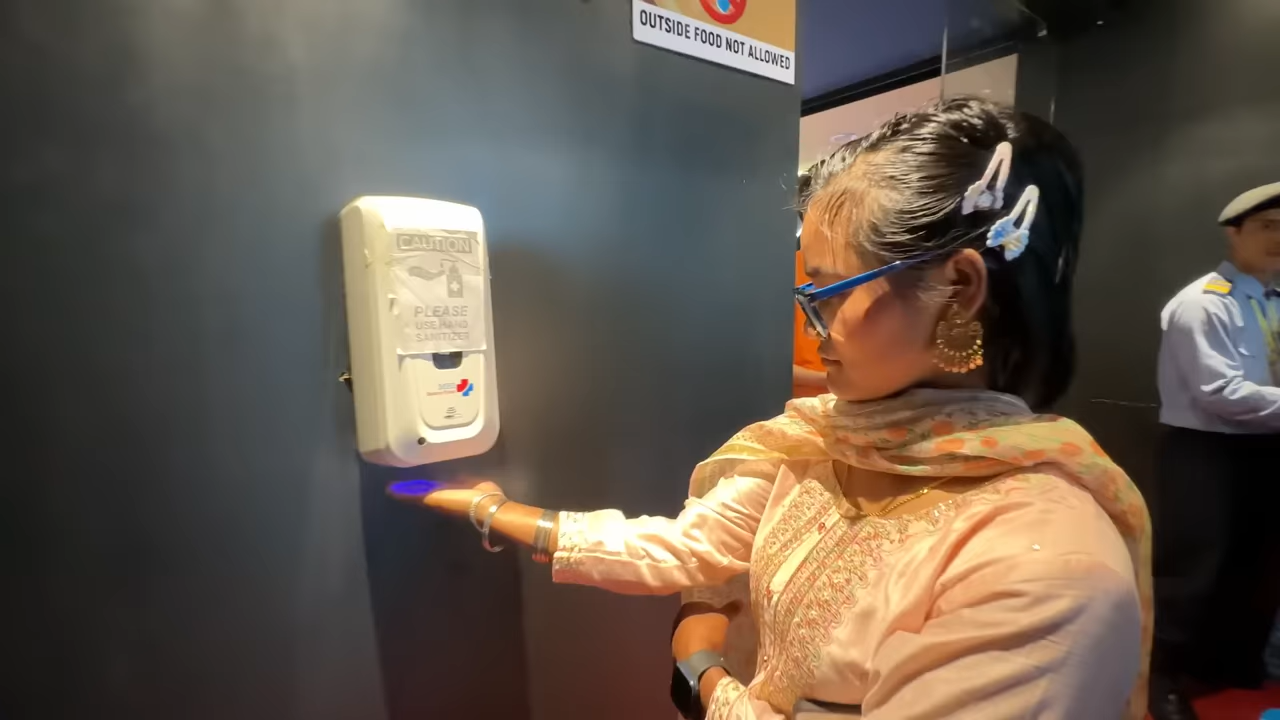 OUTSIDE FOOD NOT ALLOWED
CAUTION
PLEASE
USE HAND
SANITIZER